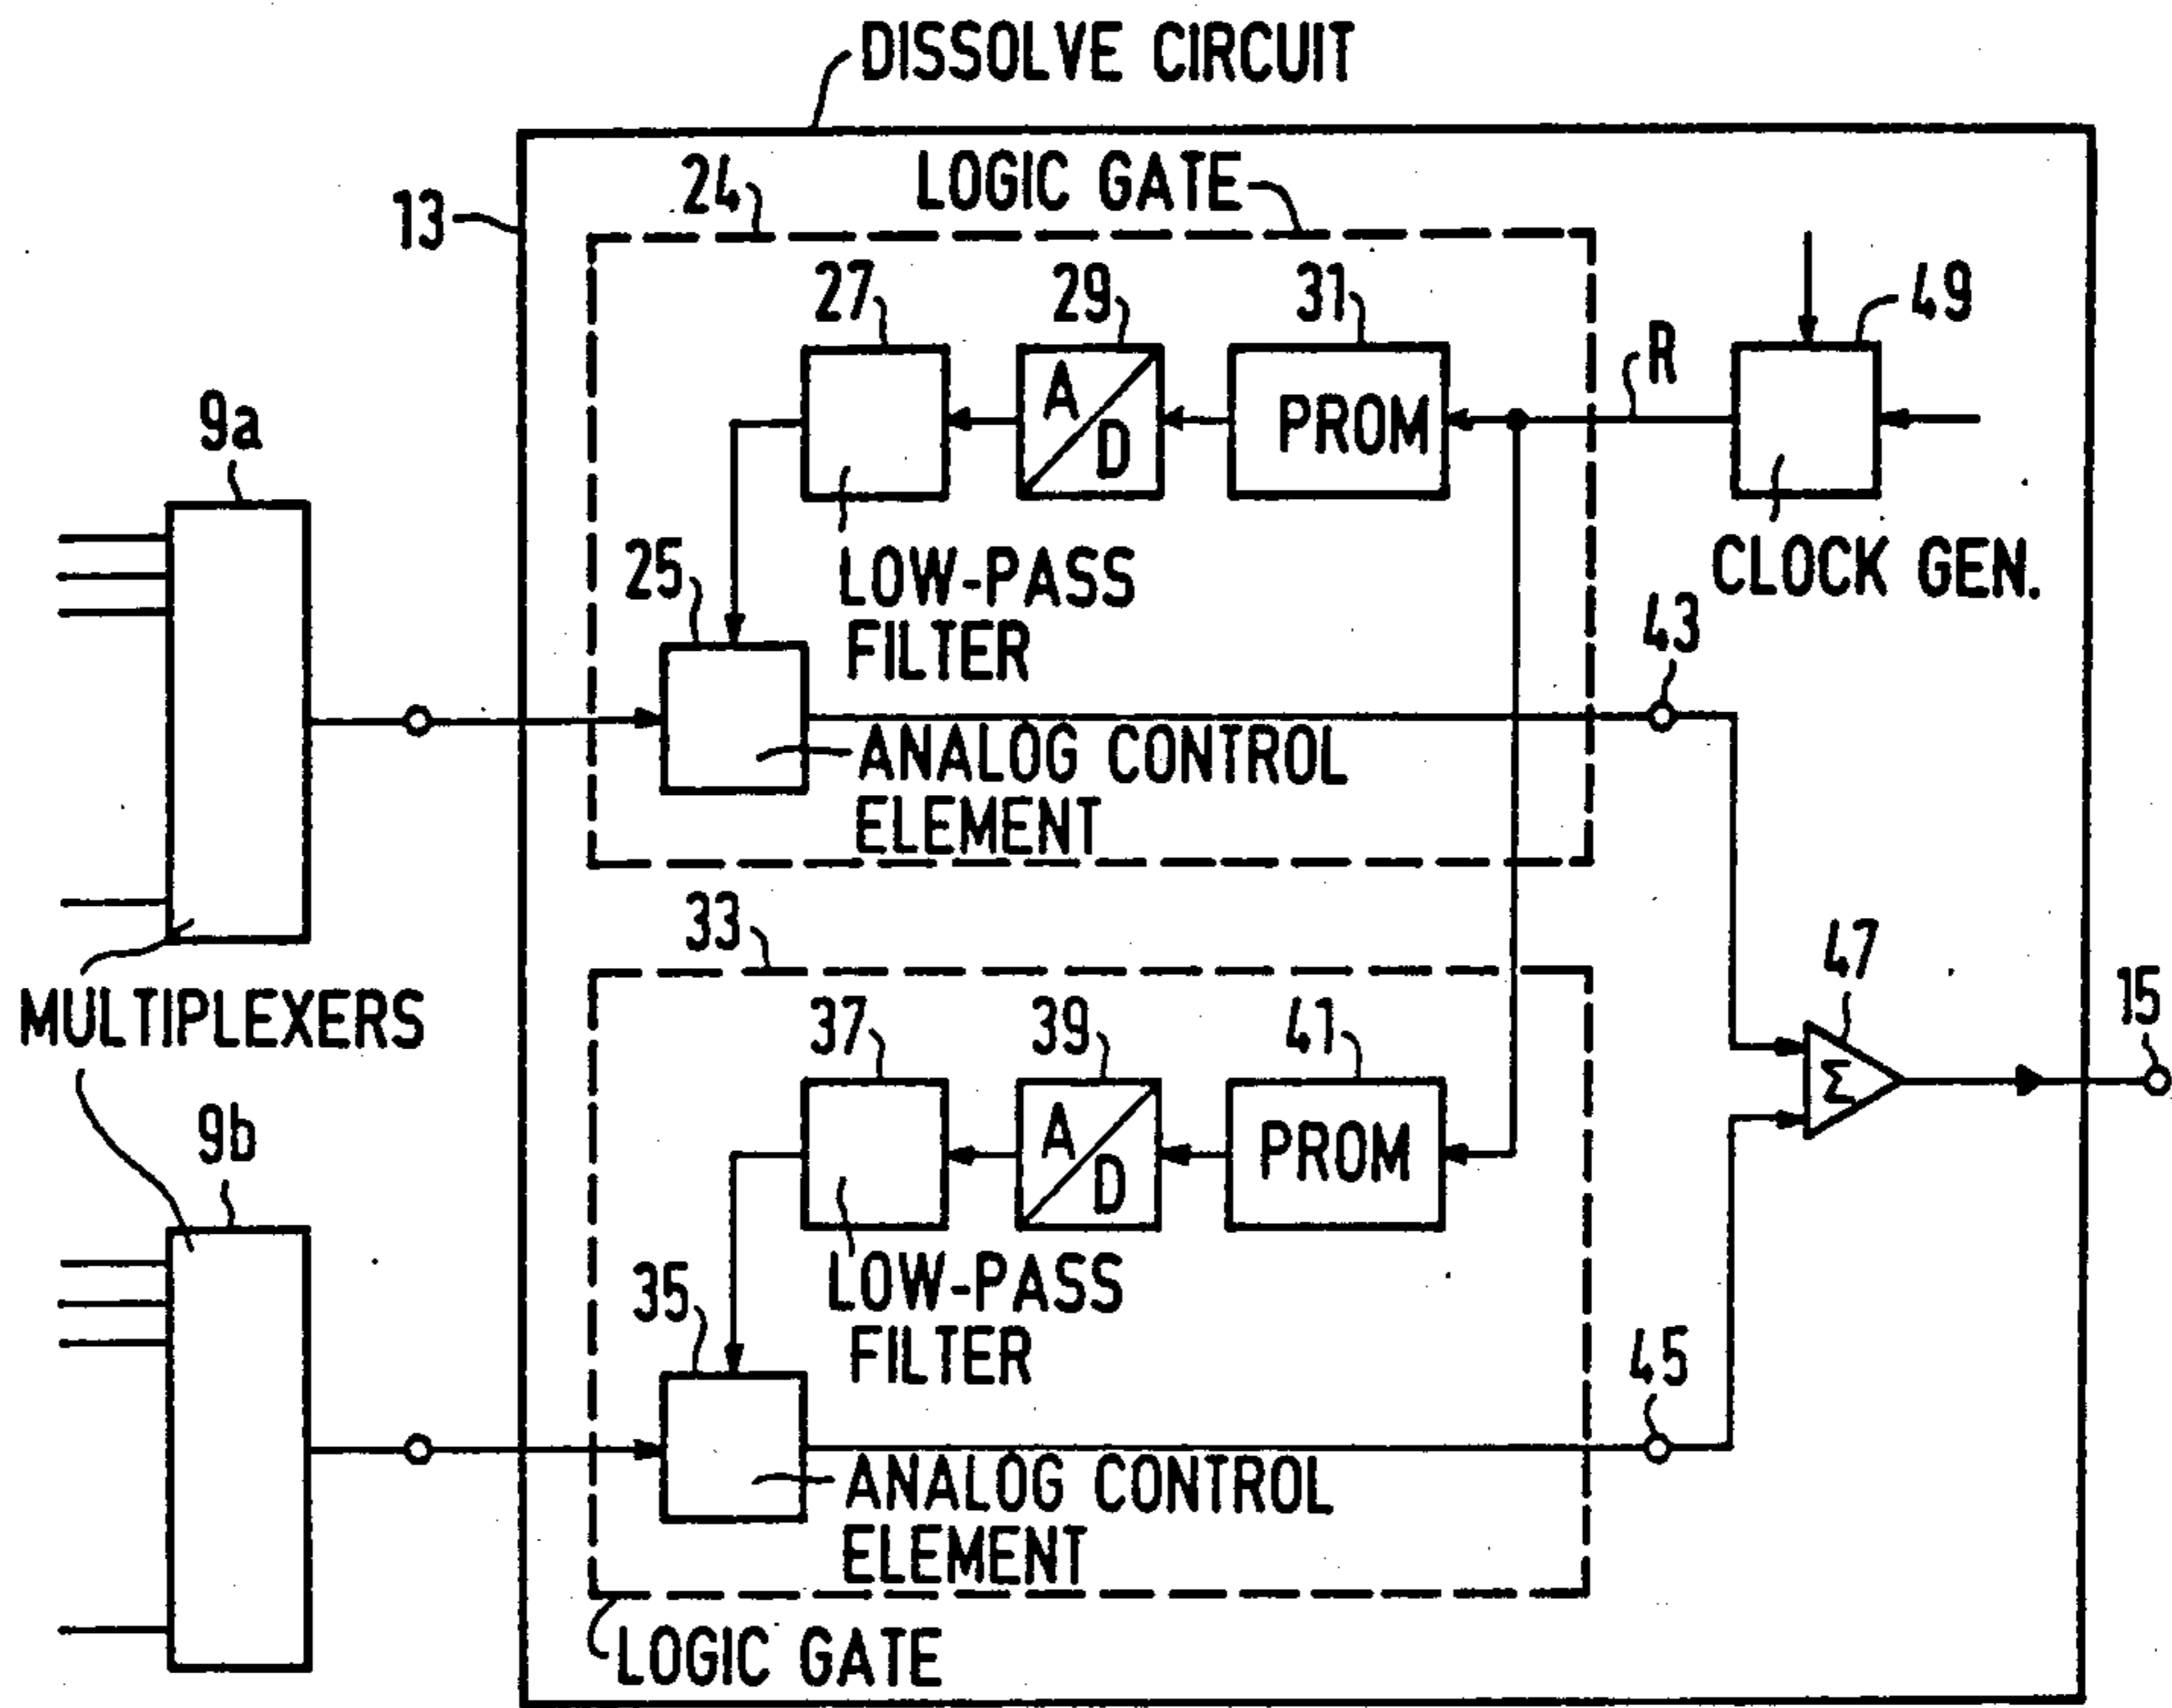 DISSOLVE CIRCUIT
13
24
LOGIC GATE
27
29
31
49
A
D
PROM
R
9a
25
LOW-PASS
FILTER
CLOCK GEN.
43
ANALOG CONTROL
ELEMENT
33
MULTIPLEXERS
37
39
41
47
15
A
D
PROM
Σ
9b
35
LOW-PASS
FILTER
45
ANALOG CONTROL
ELEMENT
LOGIC GATE